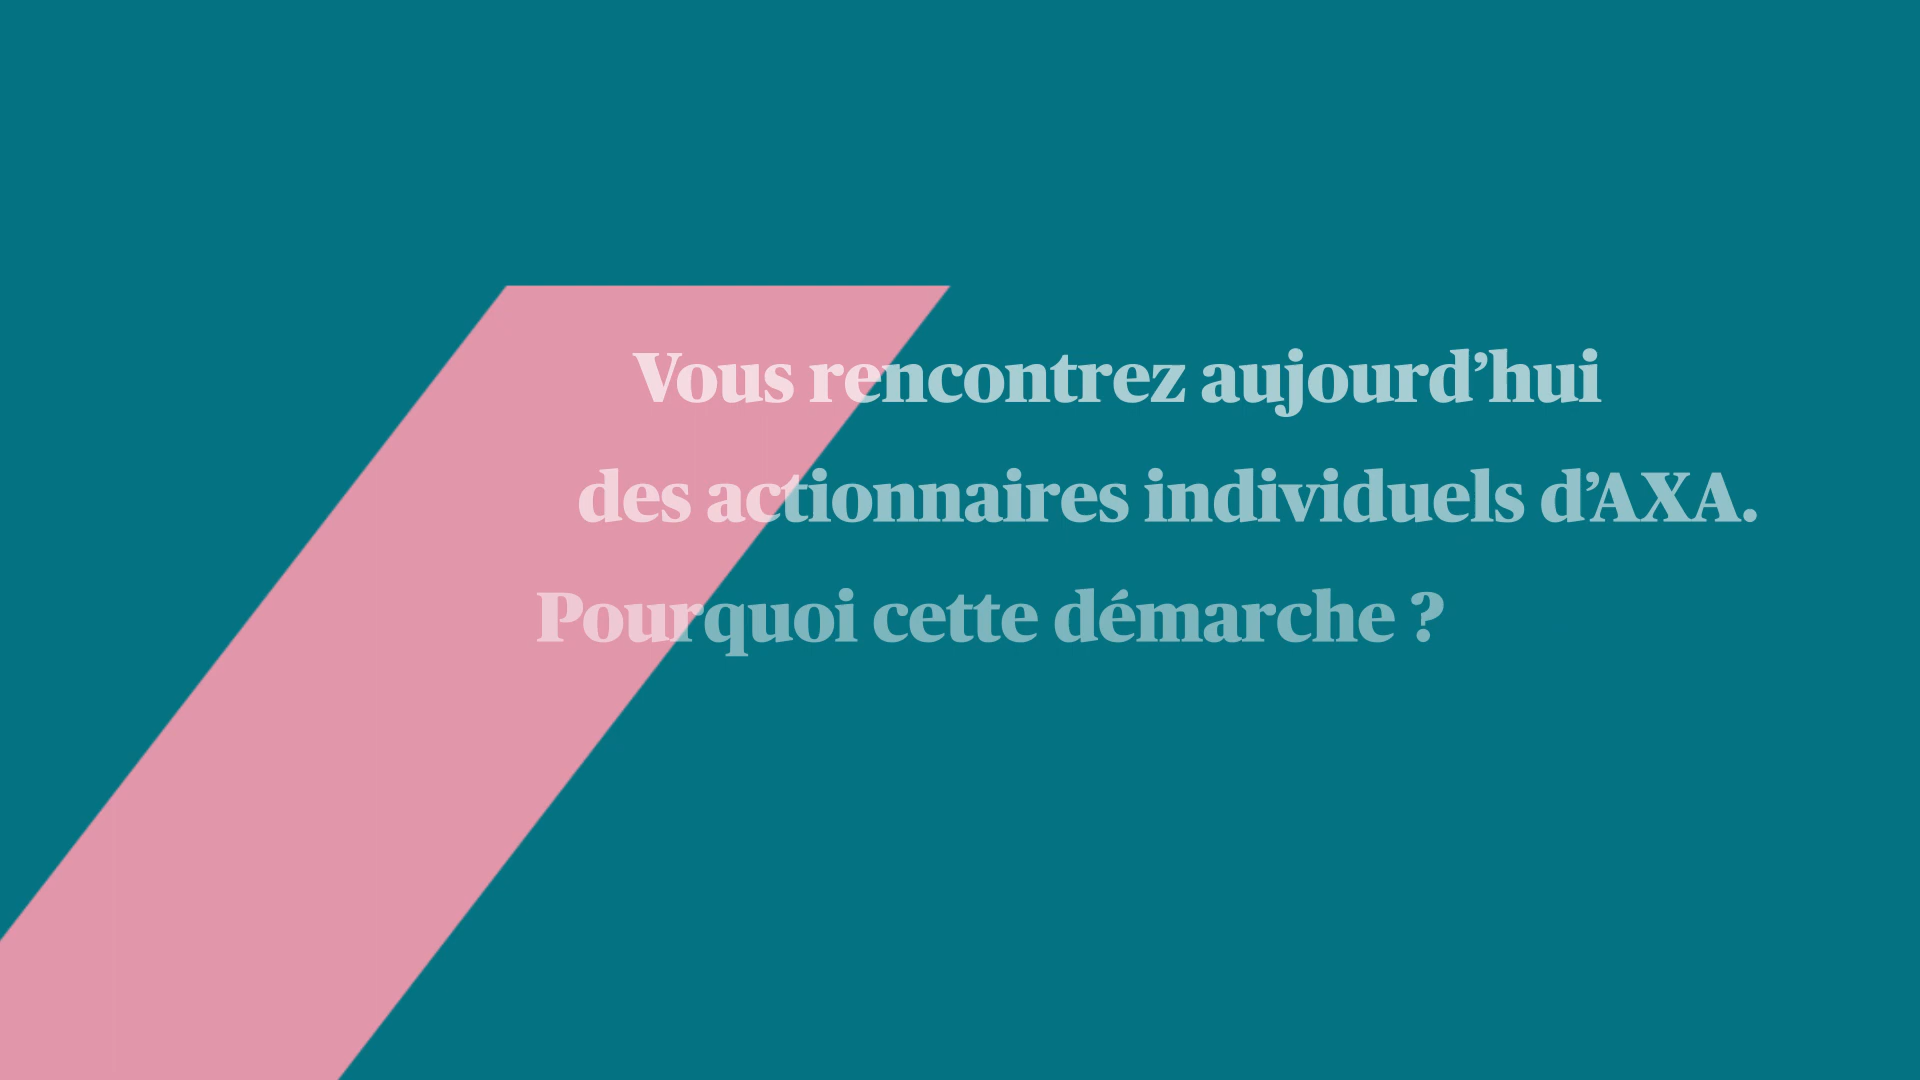 Vous rencontrez aujourd’hui
des actionnaires individuels d’AXA.
Pourquoi cette démarche ?